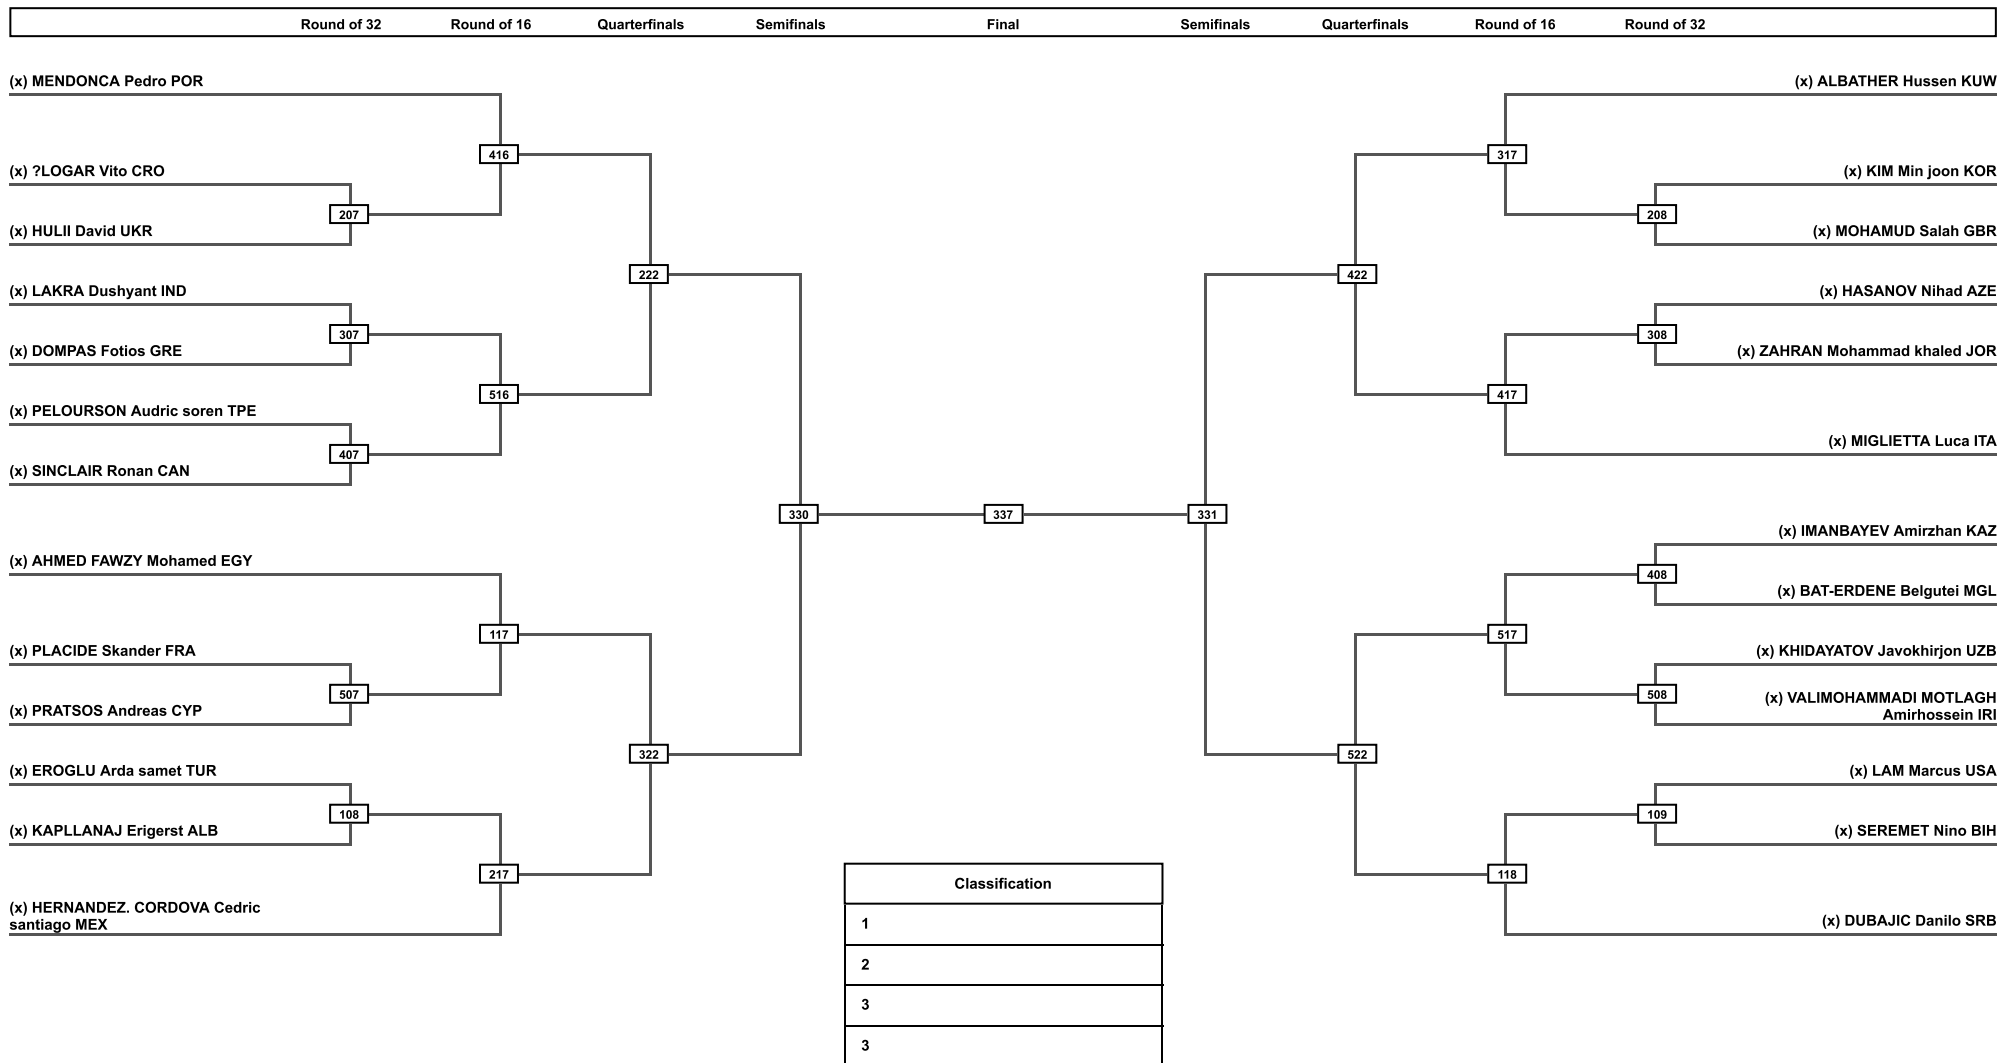 Round of 32 Round of 16 Quarterfinals Semifinals Final Semifinals Quarterfinals Round of 16 Round of 32
(x) MENDONCA Pedro POR
416
(x) ?LOGAR Vito CRO
207
(x) HULII David UKR
222
(x) LAKRA Dushyant IND
307
(x) DOMPAS Fotios GRE
516
(x) PELOURSON Audric soren TPE
407
(x) SINCLAIR Ronan CAN
330
(x) AHMED FAWZY Mohamed EGY
117
(x) PLACIDE Skander FRA
507
(x) PRATSOS Andreas CYP
322
(x) EROGLU Arda samet TUR
108
(x) KAPLLANAJ Erigerst ALB
217
(x) HERNANDEZ. CORDOVA Cedric
santiago MEX
337
(x) ALBATHER Hussen KUW
317
(x) KIM Min joon KOR
208
(x) MOHAMUD Salah GBR
422
(x) HASANOV Nihad AZE
308
(x) ZAHRAN Mohammad khaled JOR
417
(x) MIGLIETTA Luca ITA
331
(x) IMANBAYEV Amirzhan KAZ
408
(x) BAT-ERDENE Belgutei MGL
517
(x) KHIDAYATOV Javokhirjon UZB
508
(x) VALIMOHAMMADI MOTLAGH
Amirhossein IRI
522
(x) LAM Marcus USA
109
(x) SEREMET Nino BIH
118
(x) DUBAJIC Danilo SRB
Classification
1
2
3
3